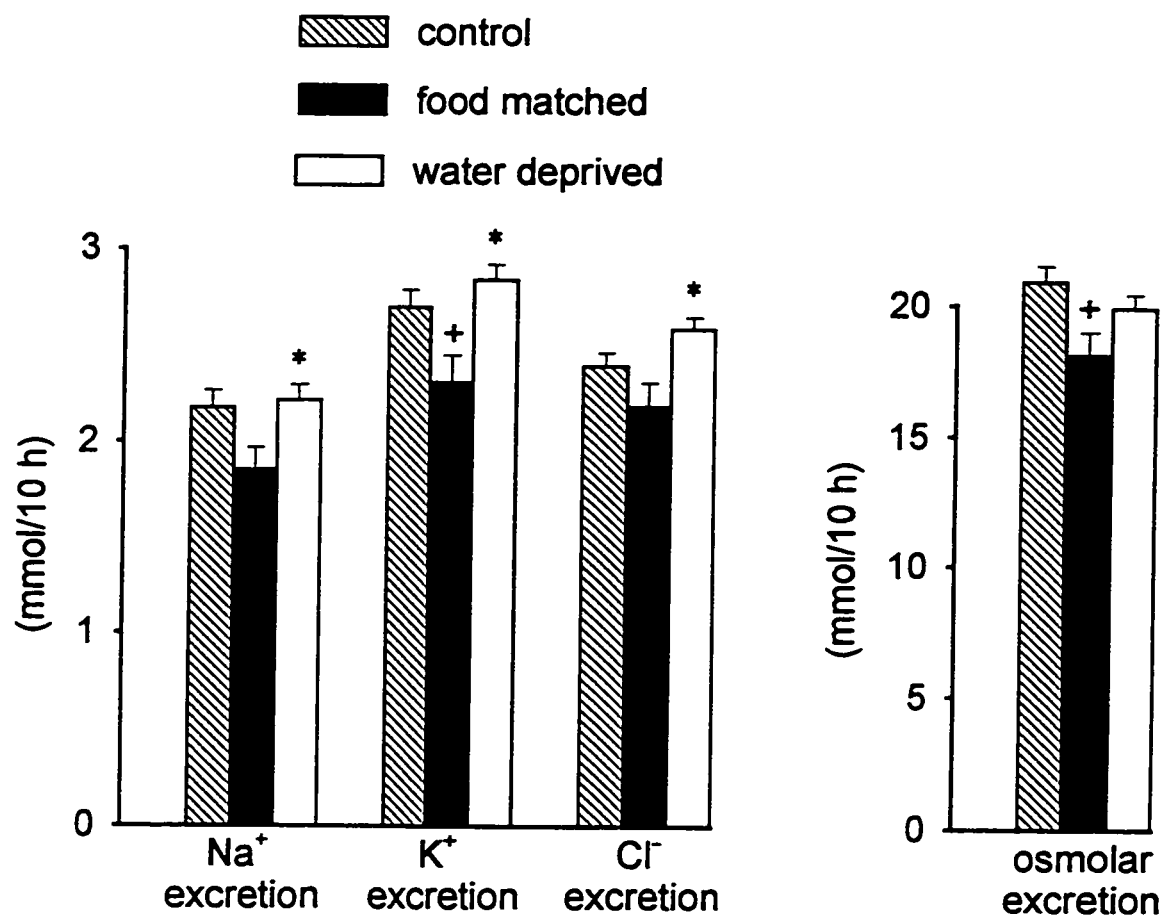 control
food matched
water deprived
(mmol/10 h)
3
2
1
0
*
+
*
*
Na⁺
excretion
K⁺
excretion
Cl⁻
excretion
(mmol/10 h)
20
15
10
5
0
+
osmolar
excretion